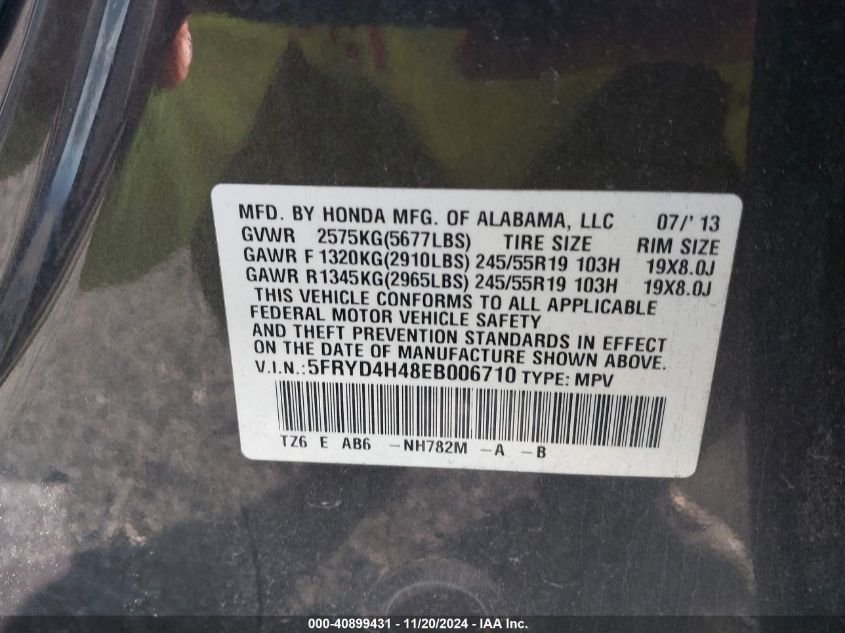 MFD. BY HONDA MFG. OF ALABAMA, LLC 07/' 13
GVWR 2575KG(5677LBS) TIRE SIZE RIM SIZE
GAWR F 1320KG(2910LBS) 245/55R19 103H 19X8.0J
GAWR R1345KG(2965LBS) 245/55R19 103H 19X8.0J
THIS VEHICLE CONFORMS TO ALL APPLICABLE
FEDERAL MOTOR VEHICLE SAFETY
AND THEFT PREVENTION STANDARDS IN EFFECT
ON THE DATE OF MANUFACTURE SHOWN ABOVE.
V.I.N.: 5FRYD4H48EB006710 TYPE: MPV
TZ6 E AB6 -NH782M -A -B
000-40899431 - 11/20/2024 - IAA Inc.